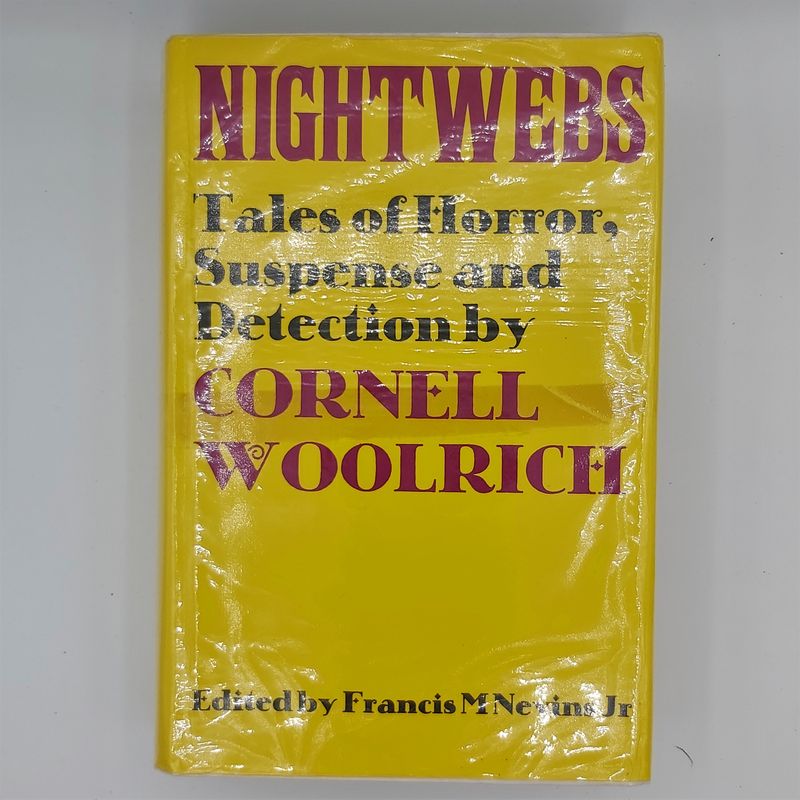 NIGHTWEBS
Tales of Horror,
Suspense and
Detection by
CORNELL
WOOLRICH
Edited by Francis M Nevins Jr